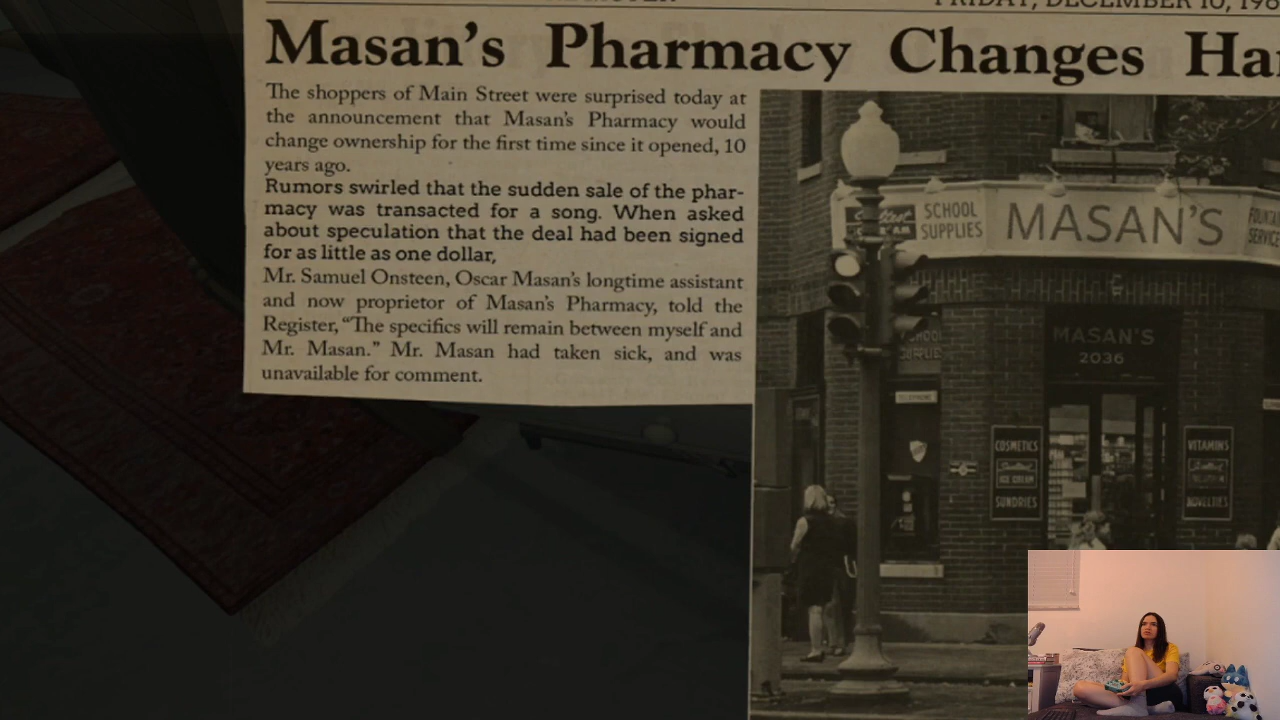 FRIDAY, DECEMBER 10, 196
Masan's Pharmacy Changes Ha
The shoppers of Main Street were surprised today at
the announcement that Masan's Pharmacy would
change ownership for the first time since it opened, 10
years ago.
Rumors swirled that the sudden sale of the phar-
macy was transacted for a song. When asked
about speculation that the deal had been signed
for as little as one dollar,
Mr. Samuel Onsteen, Oscar Masan's longtime assistant
and now proprietor of Masan's Pharmacy, told the
Register, "The specifics will remain between myself and
Mr. Masan." Mr. Masan had taken sick, and was
unavailable for comment.
SCHOOL
SUPPLIES
MASAN'S
MASAN'S
2036
TELEPHONE
COSMETICS
ICE CREAM
SUNDRIES
VITAMINS
NOVELTIES